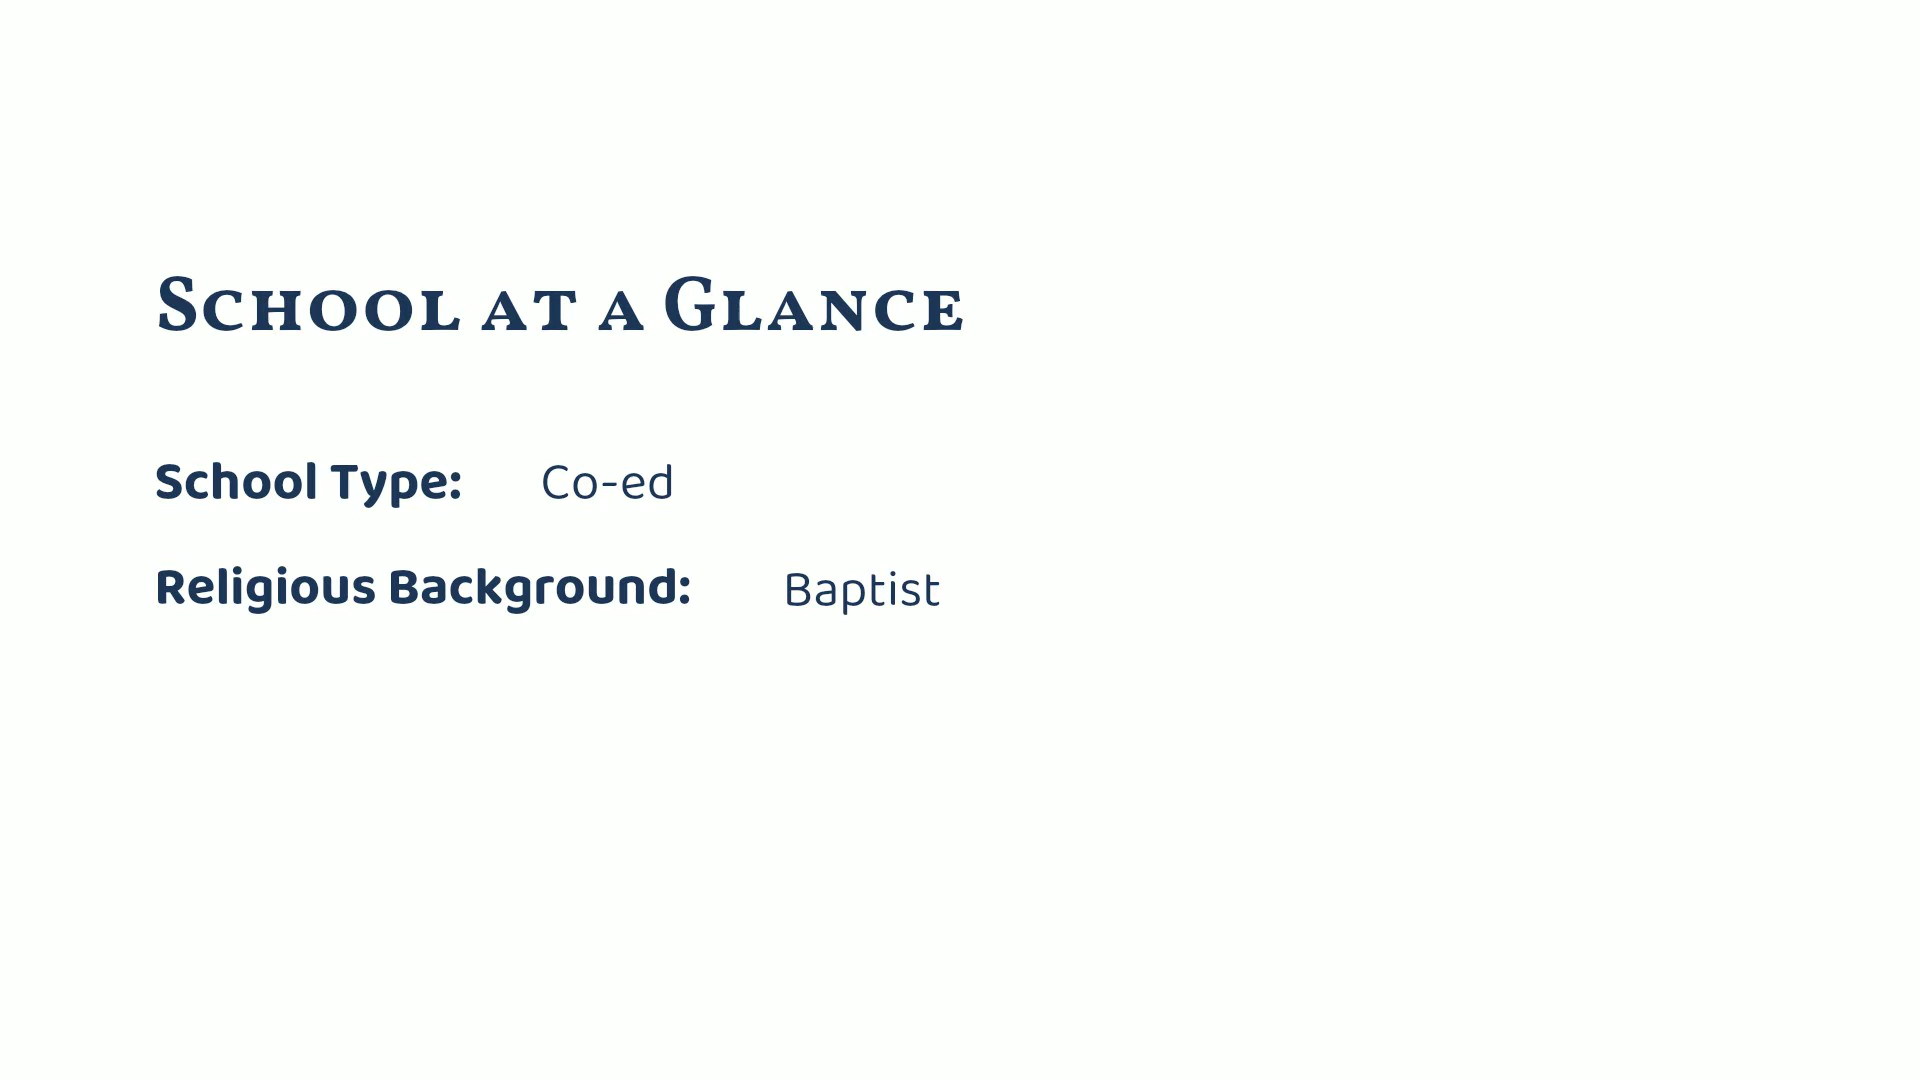 School at a Glance
School Type: Co-ed
Religious Background: Baptist